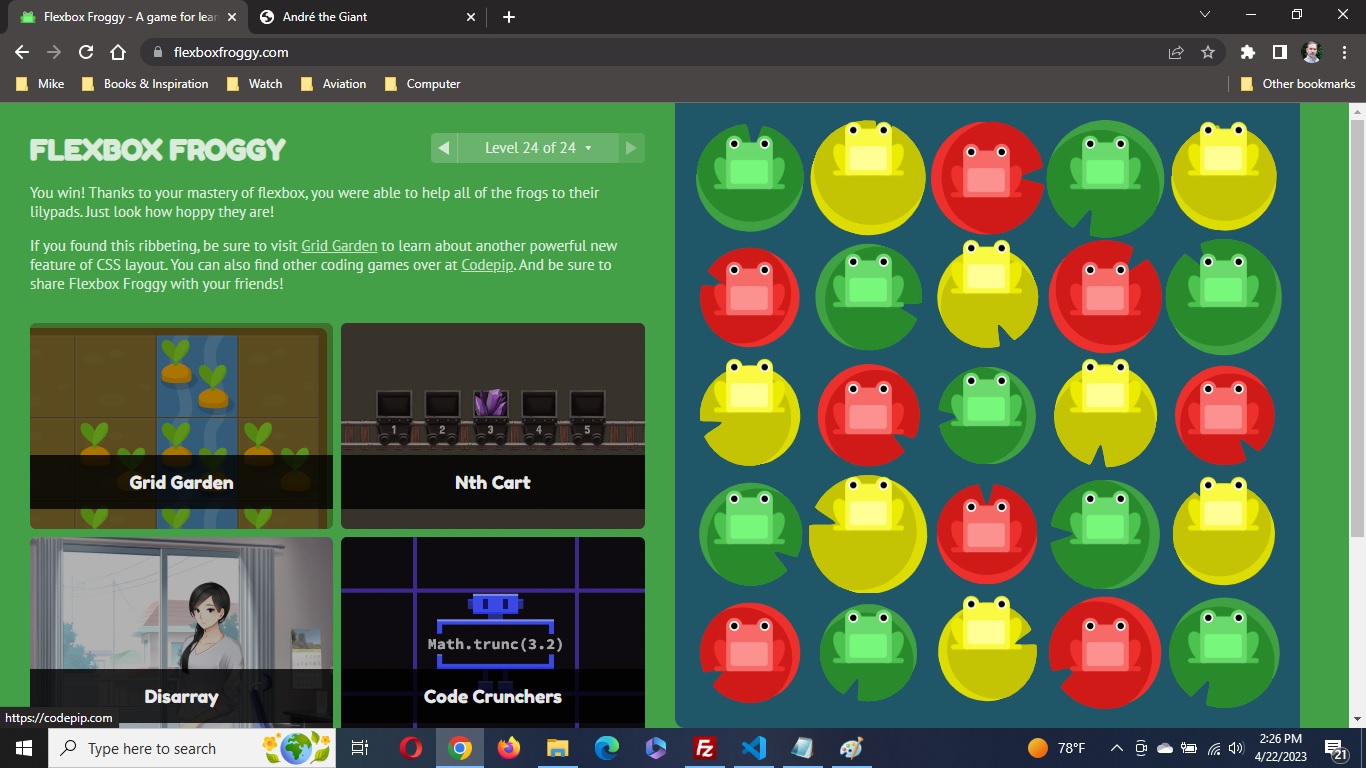 Flexbox Froggy - A game for lear
André the Giant
flexboxfroggy.com
Mike
Books & Inspiration
Watch
Aviation
Computer
Other bookmarks
FLEXBOX FROGGY
Level 24 of 24
You win! Thanks to your mastery of flexbox, you were able to help all of the frogs to their
lilypads. Just look how hoppy they are!
If you found this ribbeting, be sure to visit Grid Garden to learn about another powerful new
feature of CSS layout. You can also find other coding games over at Codepip. And be sure to
share Flexbox Froggy with your friends!
1 2 3 4 5
Grid Garden
Nth Cart
Math.trunc(3.2)
Disarray
Code Crunchers
https://codepip.com
Type here to search
Fz
78°F
2:26 PM
4/22/2023
21